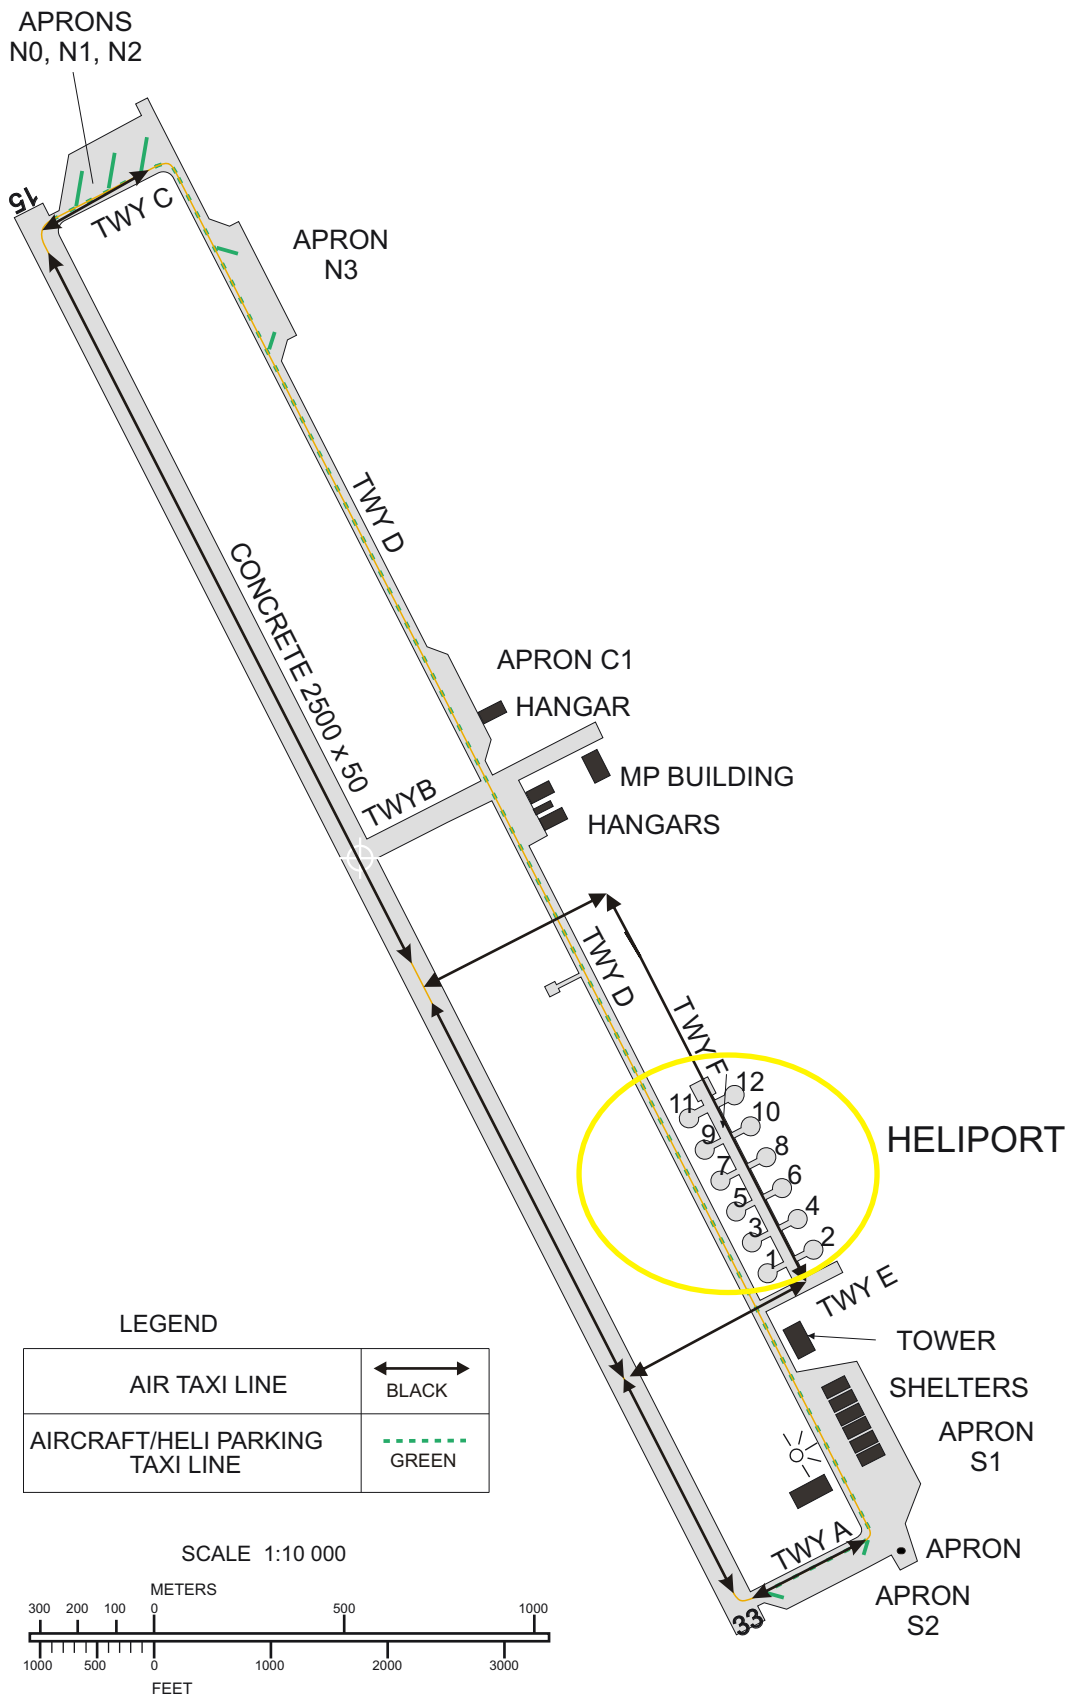 APRONS
N0, N1, N2
15
TWY C
APRON
N3
TWY D
CONCRETE 2500 x 50
APRON C1
HANGAR
TWYB
MP BUILDING
HANGARS
TWY D
TWY F
12
11
10
9
8
7
6
5
4
3
2
1
HELIPORT
TWY E
TOWER
SHELTERS
APRON
S1
TWY A
APRON
APRON
S2
33
LEGEND
AIR TAXI LINE
BLACK
AIRCRAFT/HELI PARKING
TAXI LINE
GREEN
SCALE 1:10 000
METERS
300 200 100 0 500 1000
1000 500 0 1000 2000 3000
FEET